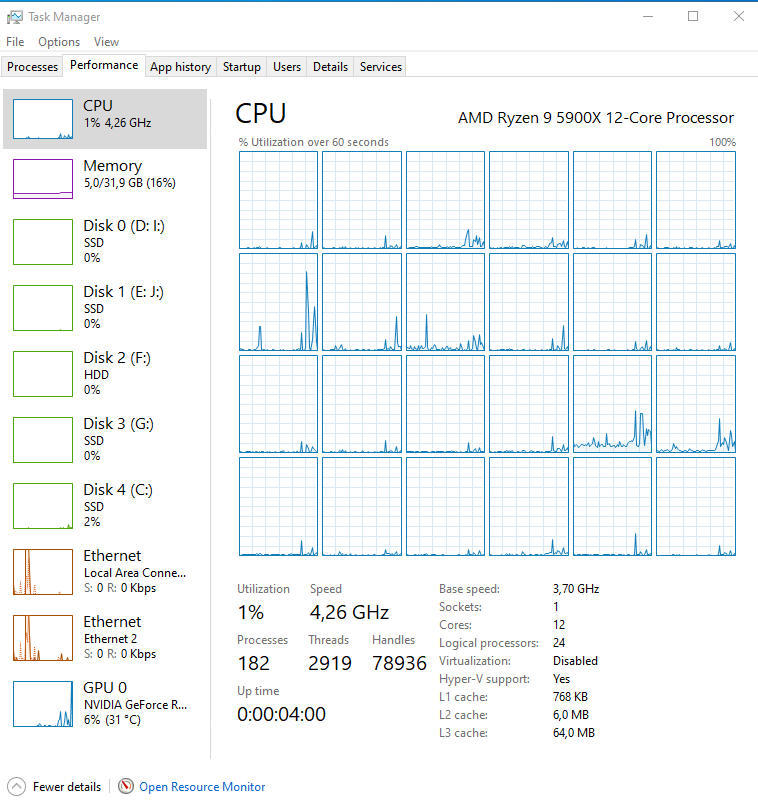 Task Manager
File Options View
Processes Performance App history Startup Users Details Services
CPU
1% 4,26 GHz
Memory
5,0/31,9 GB (16%)
Disk 0 (D: I:)
SSD
0%
Disk 1 (E: J:)
SSD
0%
Disk 2 (F:)
HDD
0%
Disk 3 (G:)
SSD
0%
Disk 4 (C:)
SSD
2%
Ethernet
Local Area Conne...
S: 0 R: 0 Kbps
Ethernet
Ethernet 2
S: 0 R: 0 Kbps
GPU 0
NVIDIA GeForce R...
6% (31 °C)
CPU AMD Ryzen 9 5900X 12-Core Processor
% Utilization over 60 seconds 100%
Utilization Speed
1% 4,26 GHz
Processes Threads Handles
182 2919 78936
Up time
0:00:04:00
Base speed: 3,70 GHz
Sockets: 1
Cores: 12
Logical processors: 24
Virtualization: Disabled
Hyper-V support: Yes
L1 cache: 768 KB
L2 cache: 6,0 MB
L3 cache: 64,0 MB
Fewer details Open Resource Monitor